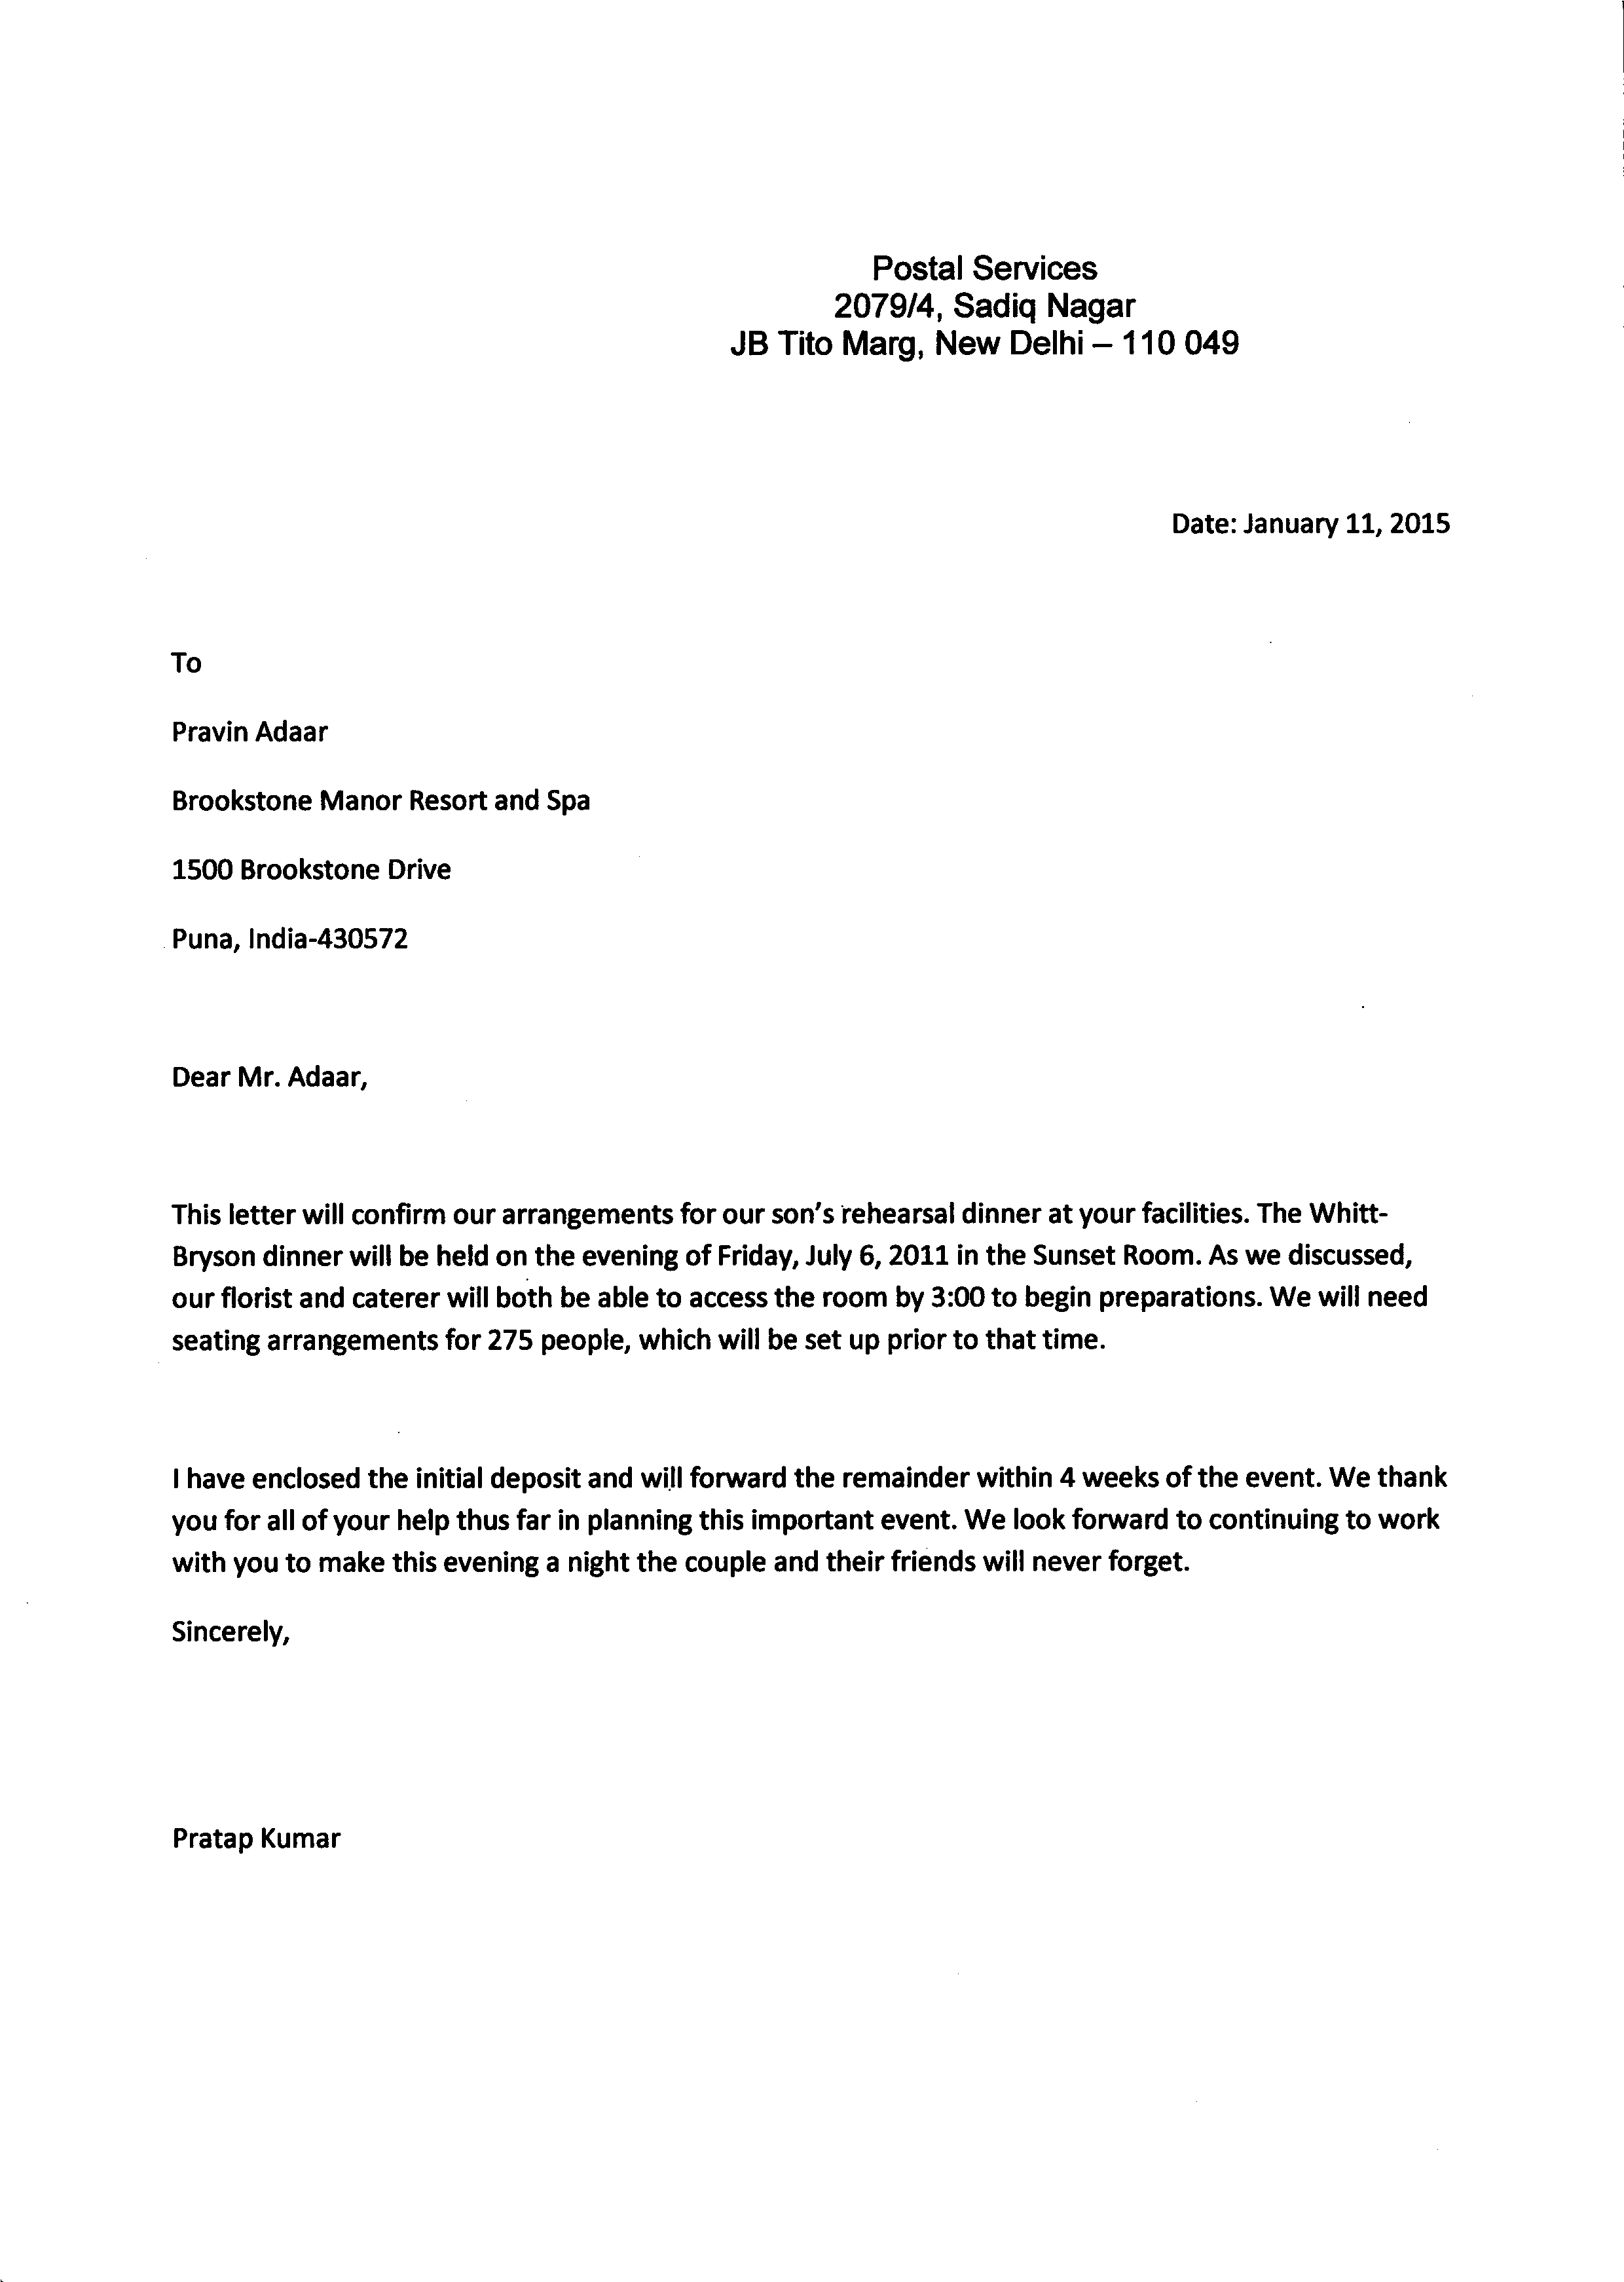 Postal Services
2079/4, Sadiq Nagar
JB Tito Marg, New Delhi – 110 049
Date: January 11, 2015
To
Pravin Adaar
Brookstone Manor Resort and Spa
1500 Brookstone Drive
Puna, India-430572
Dear Mr. Adaar,
This letter will confirm our arrangements for our son's rehearsal dinner at your facilities. The Whitt-
Bryson dinner will be held on the evening of Friday, July 6, 2011 in the Sunset Room. As we discussed,
our florist and caterer will both be able to access the room by 3:00 to begin preparations. We will need
seating arrangements for 275 people, which will be set up prior to that time.
I have enclosed the initial deposit and will forward the remainder within 4 weeks of the event. We thank
you for all of your help thus far in planning this important event. We look forward to continuing to work
with you to make this evening a night the couple and their friends will never forget.
Sincerely,
Pratap Kumar